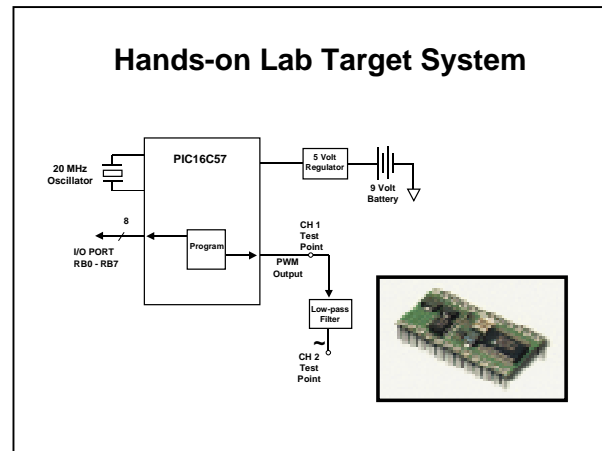 Hands-on Lab Target System
PIC16C57
20 MHz
Oscillator
5 Volt
Regulator
9 Volt
Battery
8
I/O PORT
RB0 - RB7
Program
CH 1
Test
Point
PWM
Output
Low-pass
Filter
~
CH 2
Test
Point